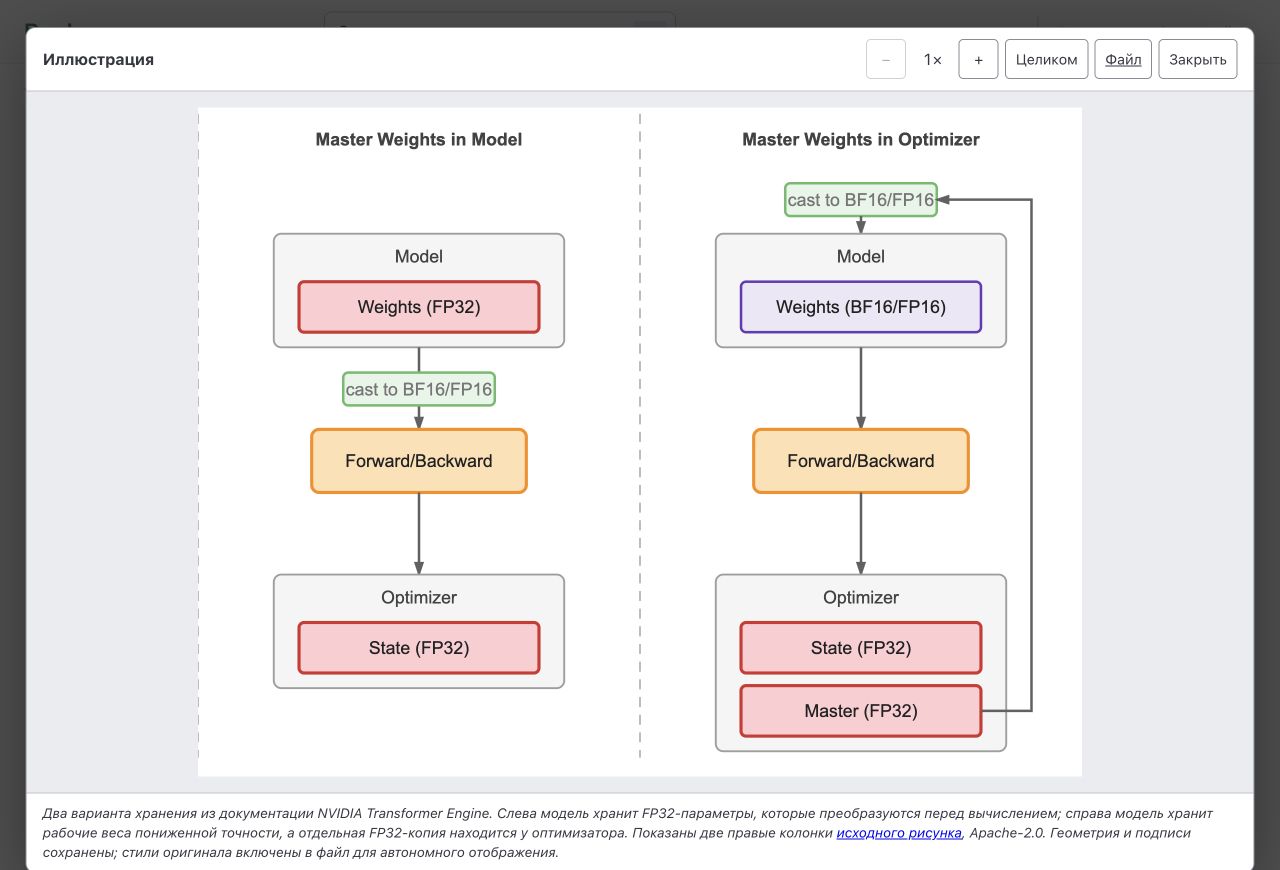 Иллюстрация
−
1×
+
Целиком
Файл
Закрыть
Master Weights in Model
Model
Weights (FP32)
cast to BF16/FP16
Forward/Backward
Optimizer
State (FP32)
Master Weights in Optimizer
cast to BF16/FP16
Model
Weights (BF16/FP16)
Forward/Backward
Optimizer
State (FP32)
Master (FP32)
Два варианта хранения из документации NVIDIA Transformer Engine. Слева модель хранит FP32-параметры, которые преобразуются перед вычислением; справа модель хранит
рабочие веса пониженной точности, а отдельная FP32-копия находится у оптимизатора. Показаны две правые колонки исходного рисунка, Apache-2.0. Геометрия и подписи
сохранены; стили оригинала включены в файл для автономного отображения.